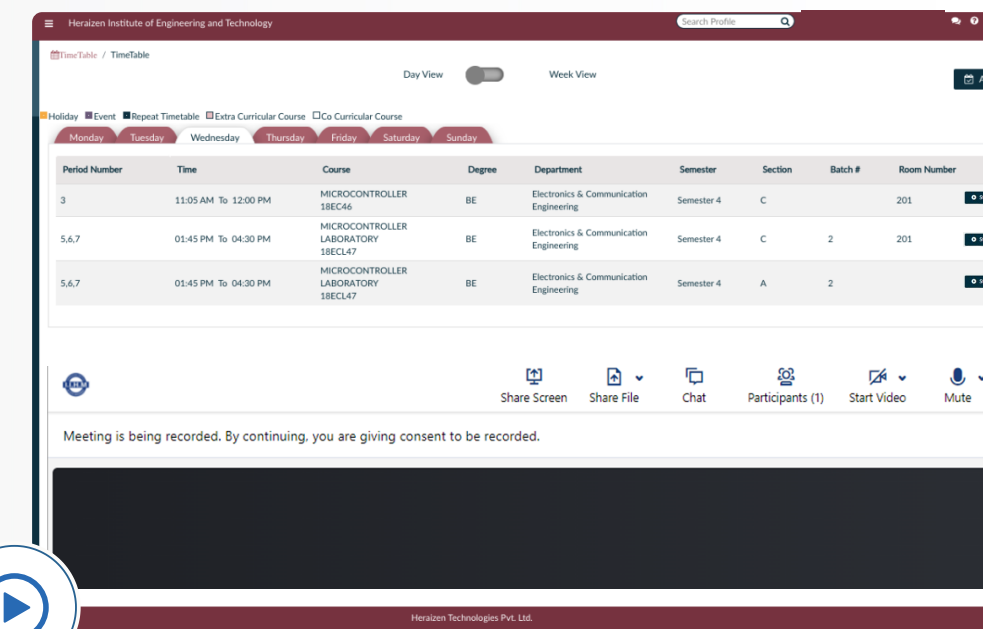 Heraizen Institute of Engineering and Technology
Search Profile
TimeTable / TimeTable
Day View Week View
A
Holiday Event Repeat Timetable Extra Curricular Course Co Curricular Course
Monday Tuesday Wednesday Thursday Friday Saturday Sunday
Period Number Time Course Degree Department Semester Section Batch # Room Number
3 11:05 AM To 12:00 PM MICROCONTROLLER 18EC46 BE Electronics & Communication Engineering Semester 4 C 201
5,6,7 01:45 PM To 04:30 PM MICROCONTROLLER LABORATORY 18ECL47 BE Electronics & Communication Engineering Semester 4 C 2 201
5,6,7 01:45 PM To 04:30 PM MICROCONTROLLER LABORATORY 18ECL47 BE Electronics & Communication Engineering Semester 4 A 2
Share Screen Share File Chat Participants (1) Start Video Mute
Meeting is being recorded. By continuing, you are giving consent to be recorded.
Heraizen Technologies Pvt. Ltd.